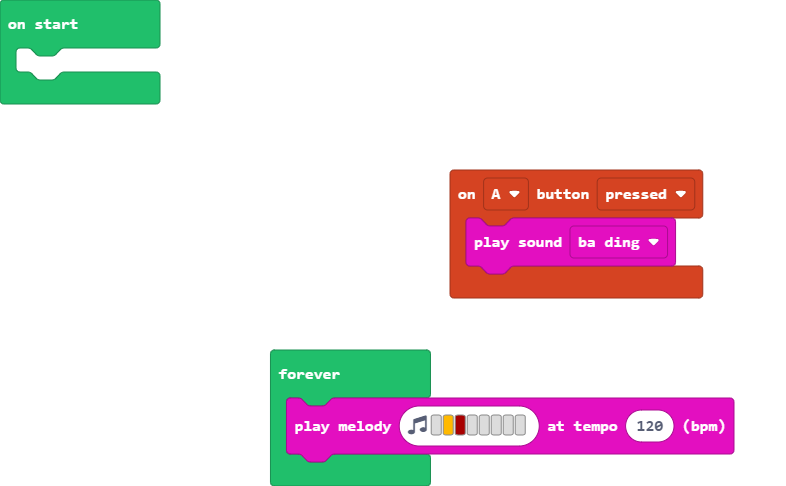 on start
on A button pressed
play sound ba ding
forever
play melody at tempo 120 (bpm)